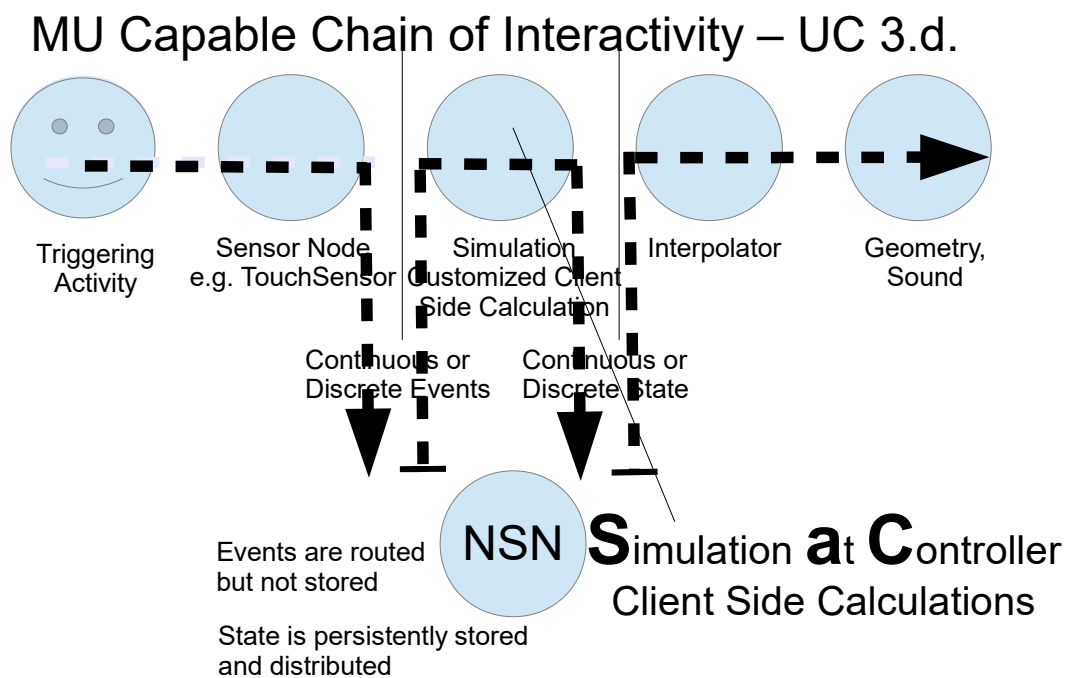 MU Capable Chain of Interactivity – UC 3.d.
Triggering
Activity
Sensor Node
e.g. TouchSensor
Simulation
Customized Client
Side Calculation
Interpolator
Geometry,
Sound
Continuous or
Discrete Events
Continuous or
Discrete State
NSN
Simulation at Controller
Client Side Calculations
Events are routed
but not stored
State is persistently stored
and distributed